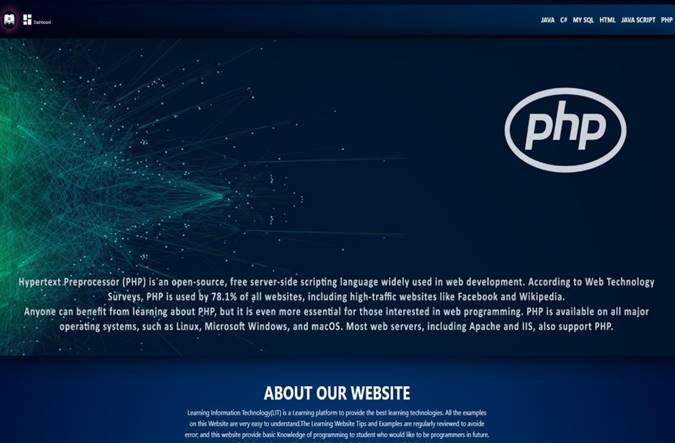 Dashboard
JAVA C# MY SQL HTML JAVA SCRIPT PHP
php
Hypertext Preprocessor (PHP) is an open-source, free server-side scripting language widely used in web development. According to Web Technology
Surveys, PHP is used by 78.1% of all websites, including high-traffic websites like Facebook and Wikipedia.
Anyone can benefit from learning about PHP, but it is even more essential for those interested in web programming. PHP is available on all major
operating systems, such as Linux, Microsoft Windows, and macOS. Most web servers, including Apache and IIS, also support PHP.
ABOUT OUR WEBSITE
Learning Information Technology(LIT) is a Learning platform to provide the best learning technologies. All the examples
on this Website are very easy to understand.The Learning Website Tips and Examples are regularly reviewed to avoide
error; and this website provide basic Knowledge of programming to student who would like to be programmers in future.